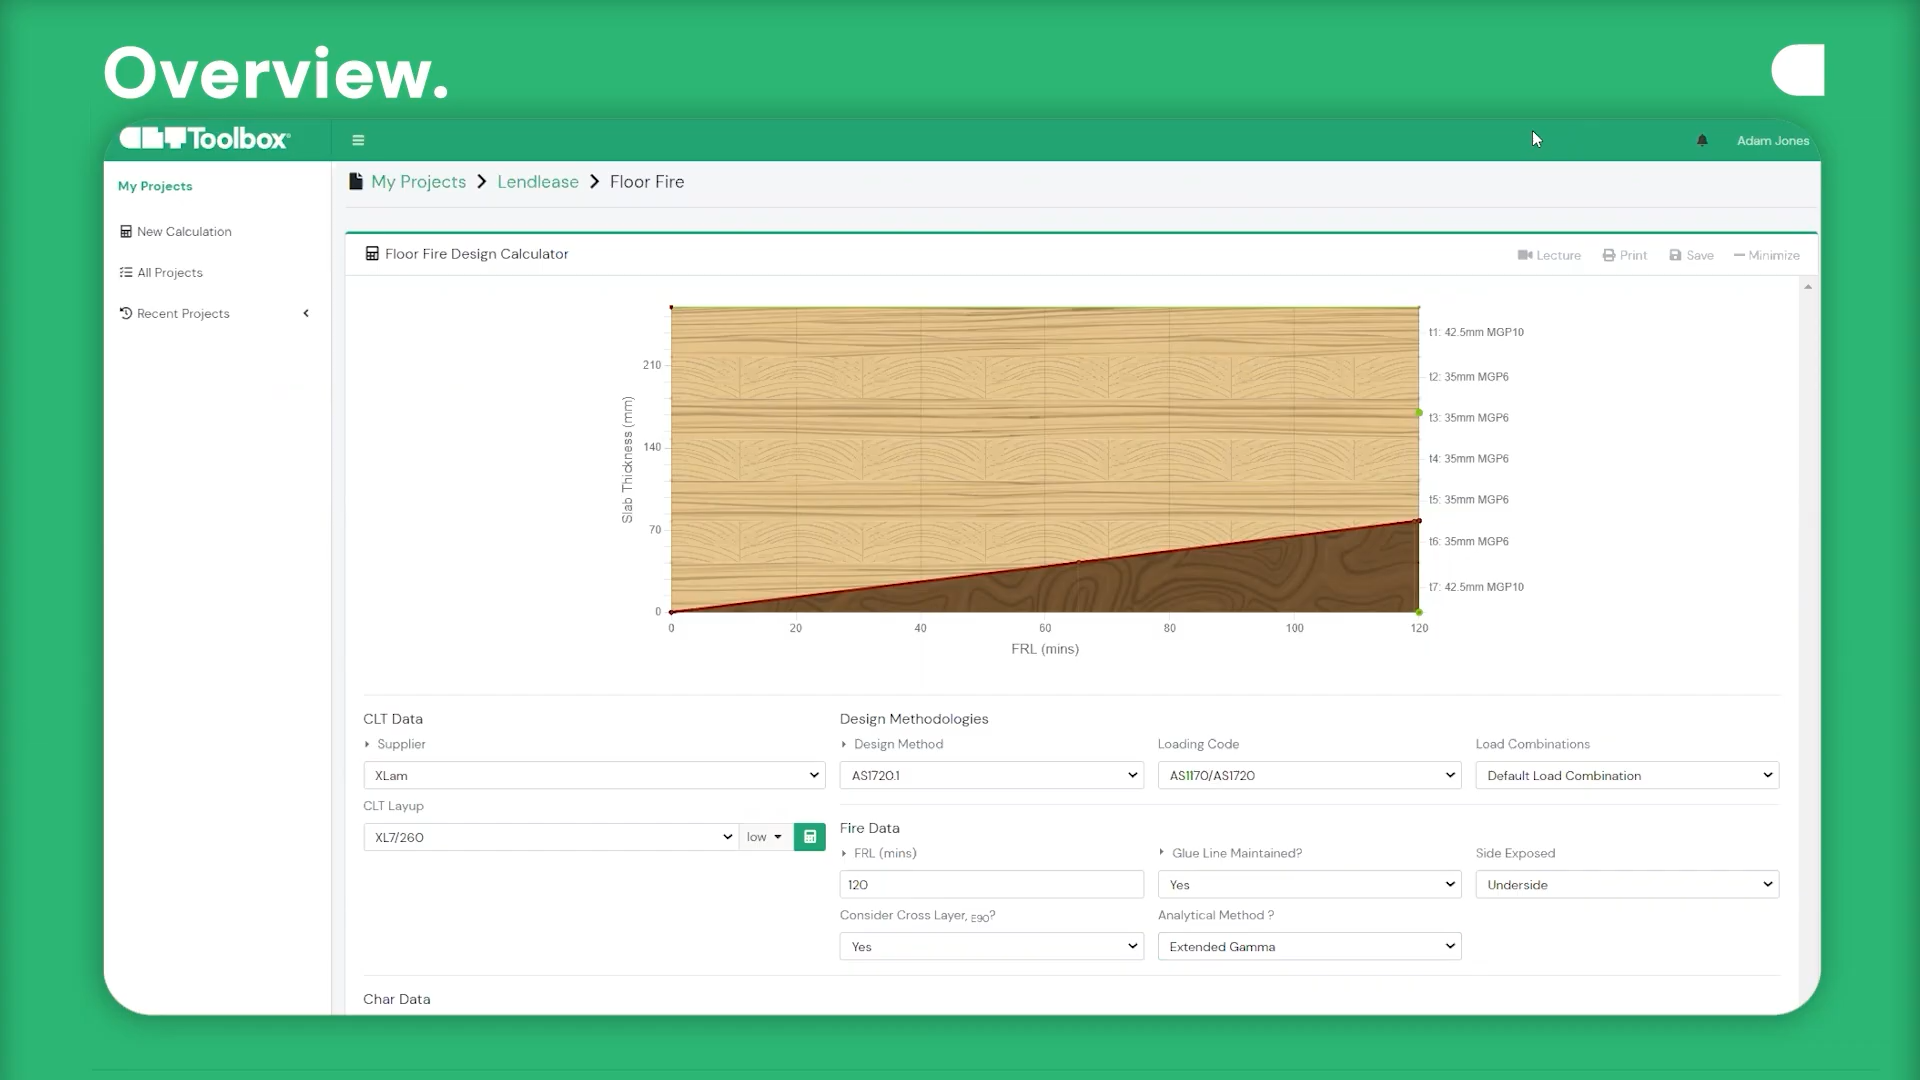 Overview.
CLTToolbox®
Adam Jones
My Projects
New Calculation
All Projects
Recent Projects
My Projects > Lendlease > Floor Fire
Floor Fire Design Calculator
Lecture Print Save Minimize
Slab Thickness (mm)
210
140
70
0
t1: 42.5mm MGP10
t2: 35mm MGP6
t3: 35mm MGP6
t4: 35mm MGP6
t5: 35mm MGP6
t6: 35mm MGP6
t7: 42.5mm MGP10
0 20 40 60 80 100 120
FRL (mins)
CLT Data
Supplier
XLam
CLT Layup
XL7/260 low
Design Methodologies
Design Method Loading Code Load Combinations
AS1720.1 AS1170/AS1720 Default Load Combination
Fire Data
FRL (mins) Glue Line Maintained? Side Exposed
120 Yes Underside
Consider Cross Layer, E90? Analytical Method ?
Yes Extended Gamma
Char Data